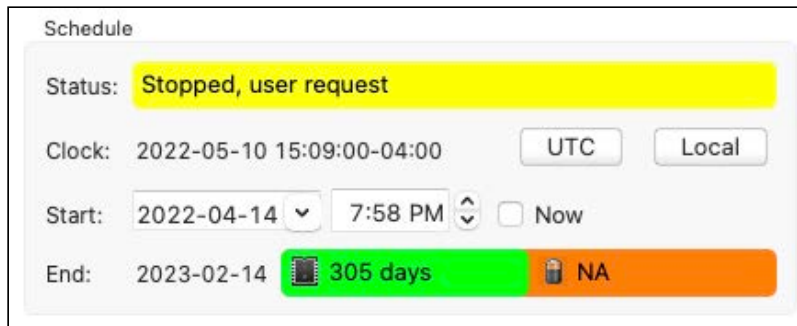 Schedule
Status: Stopped, user request
Clock: 2022-05-10 15:09:00-04:00 UTC Local
Start: 2022-04-14 7:58 PM Now
End: 2023-02-14 305 days NA